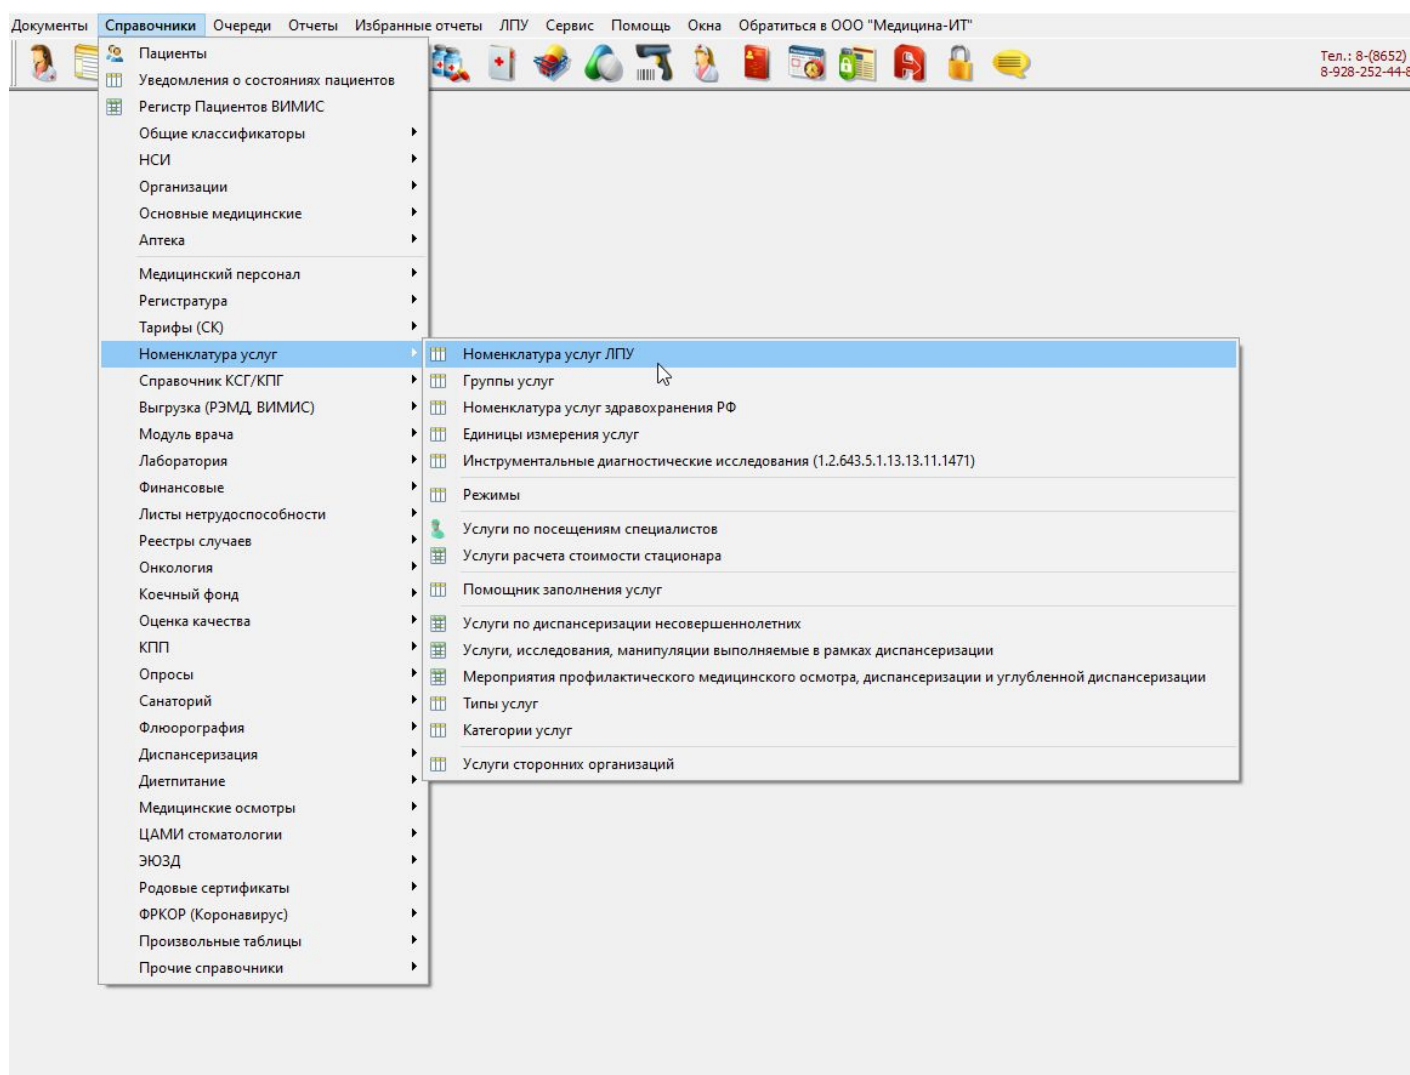 Документы Справочники Очереди Отчеты Избранные отчеты ЛПУ Сервис Помощь Окна Обратиться в ООО "Медицина-ИТ"
Тел.: 8-(8652)
8-928-252-44-8
Пациенты
Уведомления о состояниях пациентов
Регистр Пациентов ВИМИС
Общие классификаторы
НСИ
Организации
Основные медицинские
Аптека
Медицинский персонал
Регистратура
Тарифы (СК)
Номенклатура услуг
Справочник КСГ/КПГ
Выгрузка (РЭМД, ВИМИС)
Модуль врача
Лаборатория
Финансовые
Листы нетрудоспособности
Реестры случаев
Онкология
Коечный фонд
Оценка качества
КПП
Опросы
Санаторий
Флюорография
Диспансеризация
Диетпитание
Медицинские осмотры
ЦАМИ стоматологии
ЭЮЗД
Родовые сертификаты
ФРКОР (Коронавирус)
Произвольные таблицы
Прочие справочники
Номенклатура услуг ЛПУ
Группы услуг
Номенклатура услуг здравохранения РФ
Единицы измерения услуг
Инструментальные диагностические исследования (1.2.643.5.1.13.13.11.1471)
Режимы
Услуги по посещениям специалистов
Услуги расчета стоимости стационара
Помощник заполнения услуг
Услуги по диспансеризации несовершеннолетних
Услуги, исследования, манипуляции выполняемые в рамках диспансеризации
Мероприятия профилактического медицинского осмотра, диспансеризации и углубленной диспансеризации
Типы услуг
Категории услуг
Услуги сторонних организаций